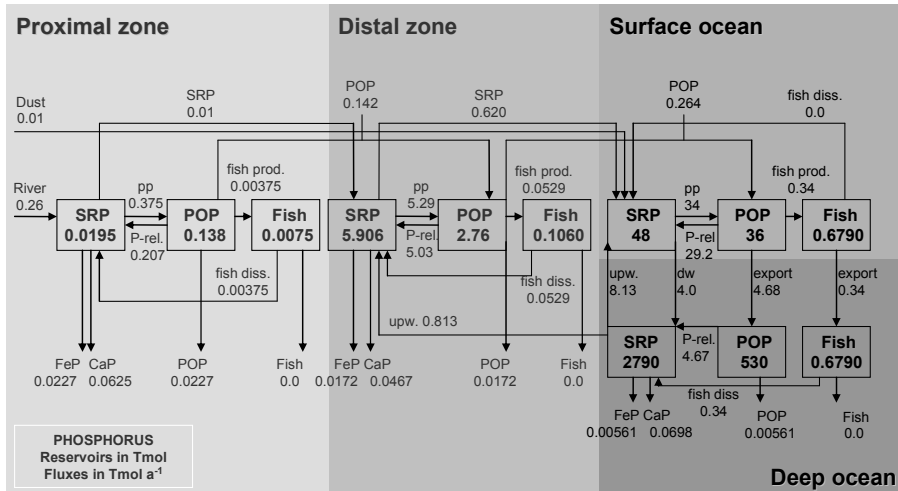 Proximal zone
Distal zone
Surface ocean
Dust
0.01
SRP
0.01
POP
0.142
SRP
0.620
POP
0.264
fish diss.
0.0
River
0.26
pp
0.375
fish prod.
0.00375
pp
5.29
fish prod.
0.0529
pp
34
fish prod.
0.34
SRP
0.0195
POP
0.138
Fish
0.0075
SRP
5.906
POP
2.76
Fish
0.1060
SRP
48
POP
36
Fish
0.6790
P-rel.
0.207
P-rel.
5.03
P-rel
29.2
fish diss.
0.00375
fish diss.
0.0529
upw.
8.13
dw
4.0
export
4.68
export
0.34
upw. 0.813
SRP
2790
P-rel.
4.67
POP
530
Fish
0.6790
FeP
0.0227
CaP
0.0625
POP
0.0227
Fish
0.0
FeP
0.0172
CaP
0.0467
POP
0.0172
Fish
0.0
fish diss
0.34
FeP
0.00561
CaP
0.0698
POP
0.00561
Fish
0.0
PHOSPHORUS
Reservoirs in Tmol
Fluxes in Tmol a⁻¹
Deep ocean